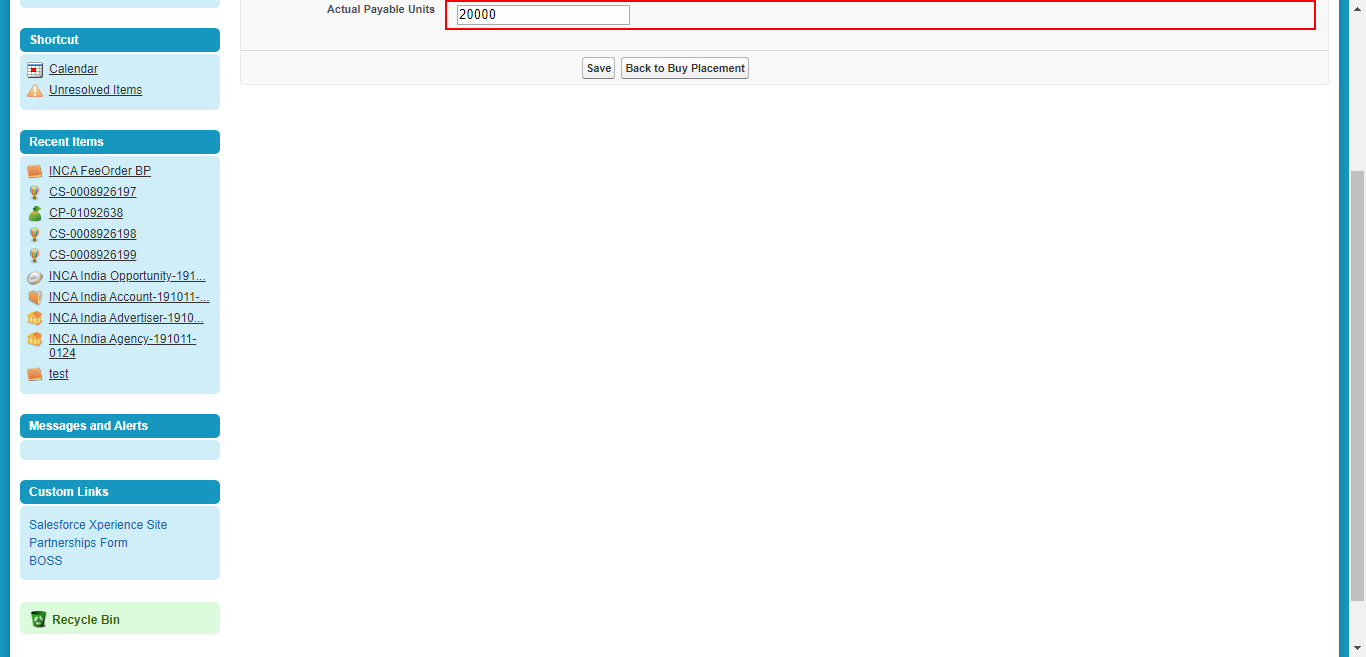 Actual Payable Units
20000
Save
Back to Buy Placement
Shortcut
Calendar
Unresolved Items
Recent Items
INCA FeeOrder BP
CS-0008926197
CP-01092638
CS-0008926198
CS-0008926199
INCA India Opportunity-191...
INCA India Account-191011-...
INCA India Advertiser-1910...
INCA India Agency-191011-
0124
test
Messages and Alerts
Custom Links
Salesforce Xperience Site
Partnerships Form
BOSS
Recycle Bin